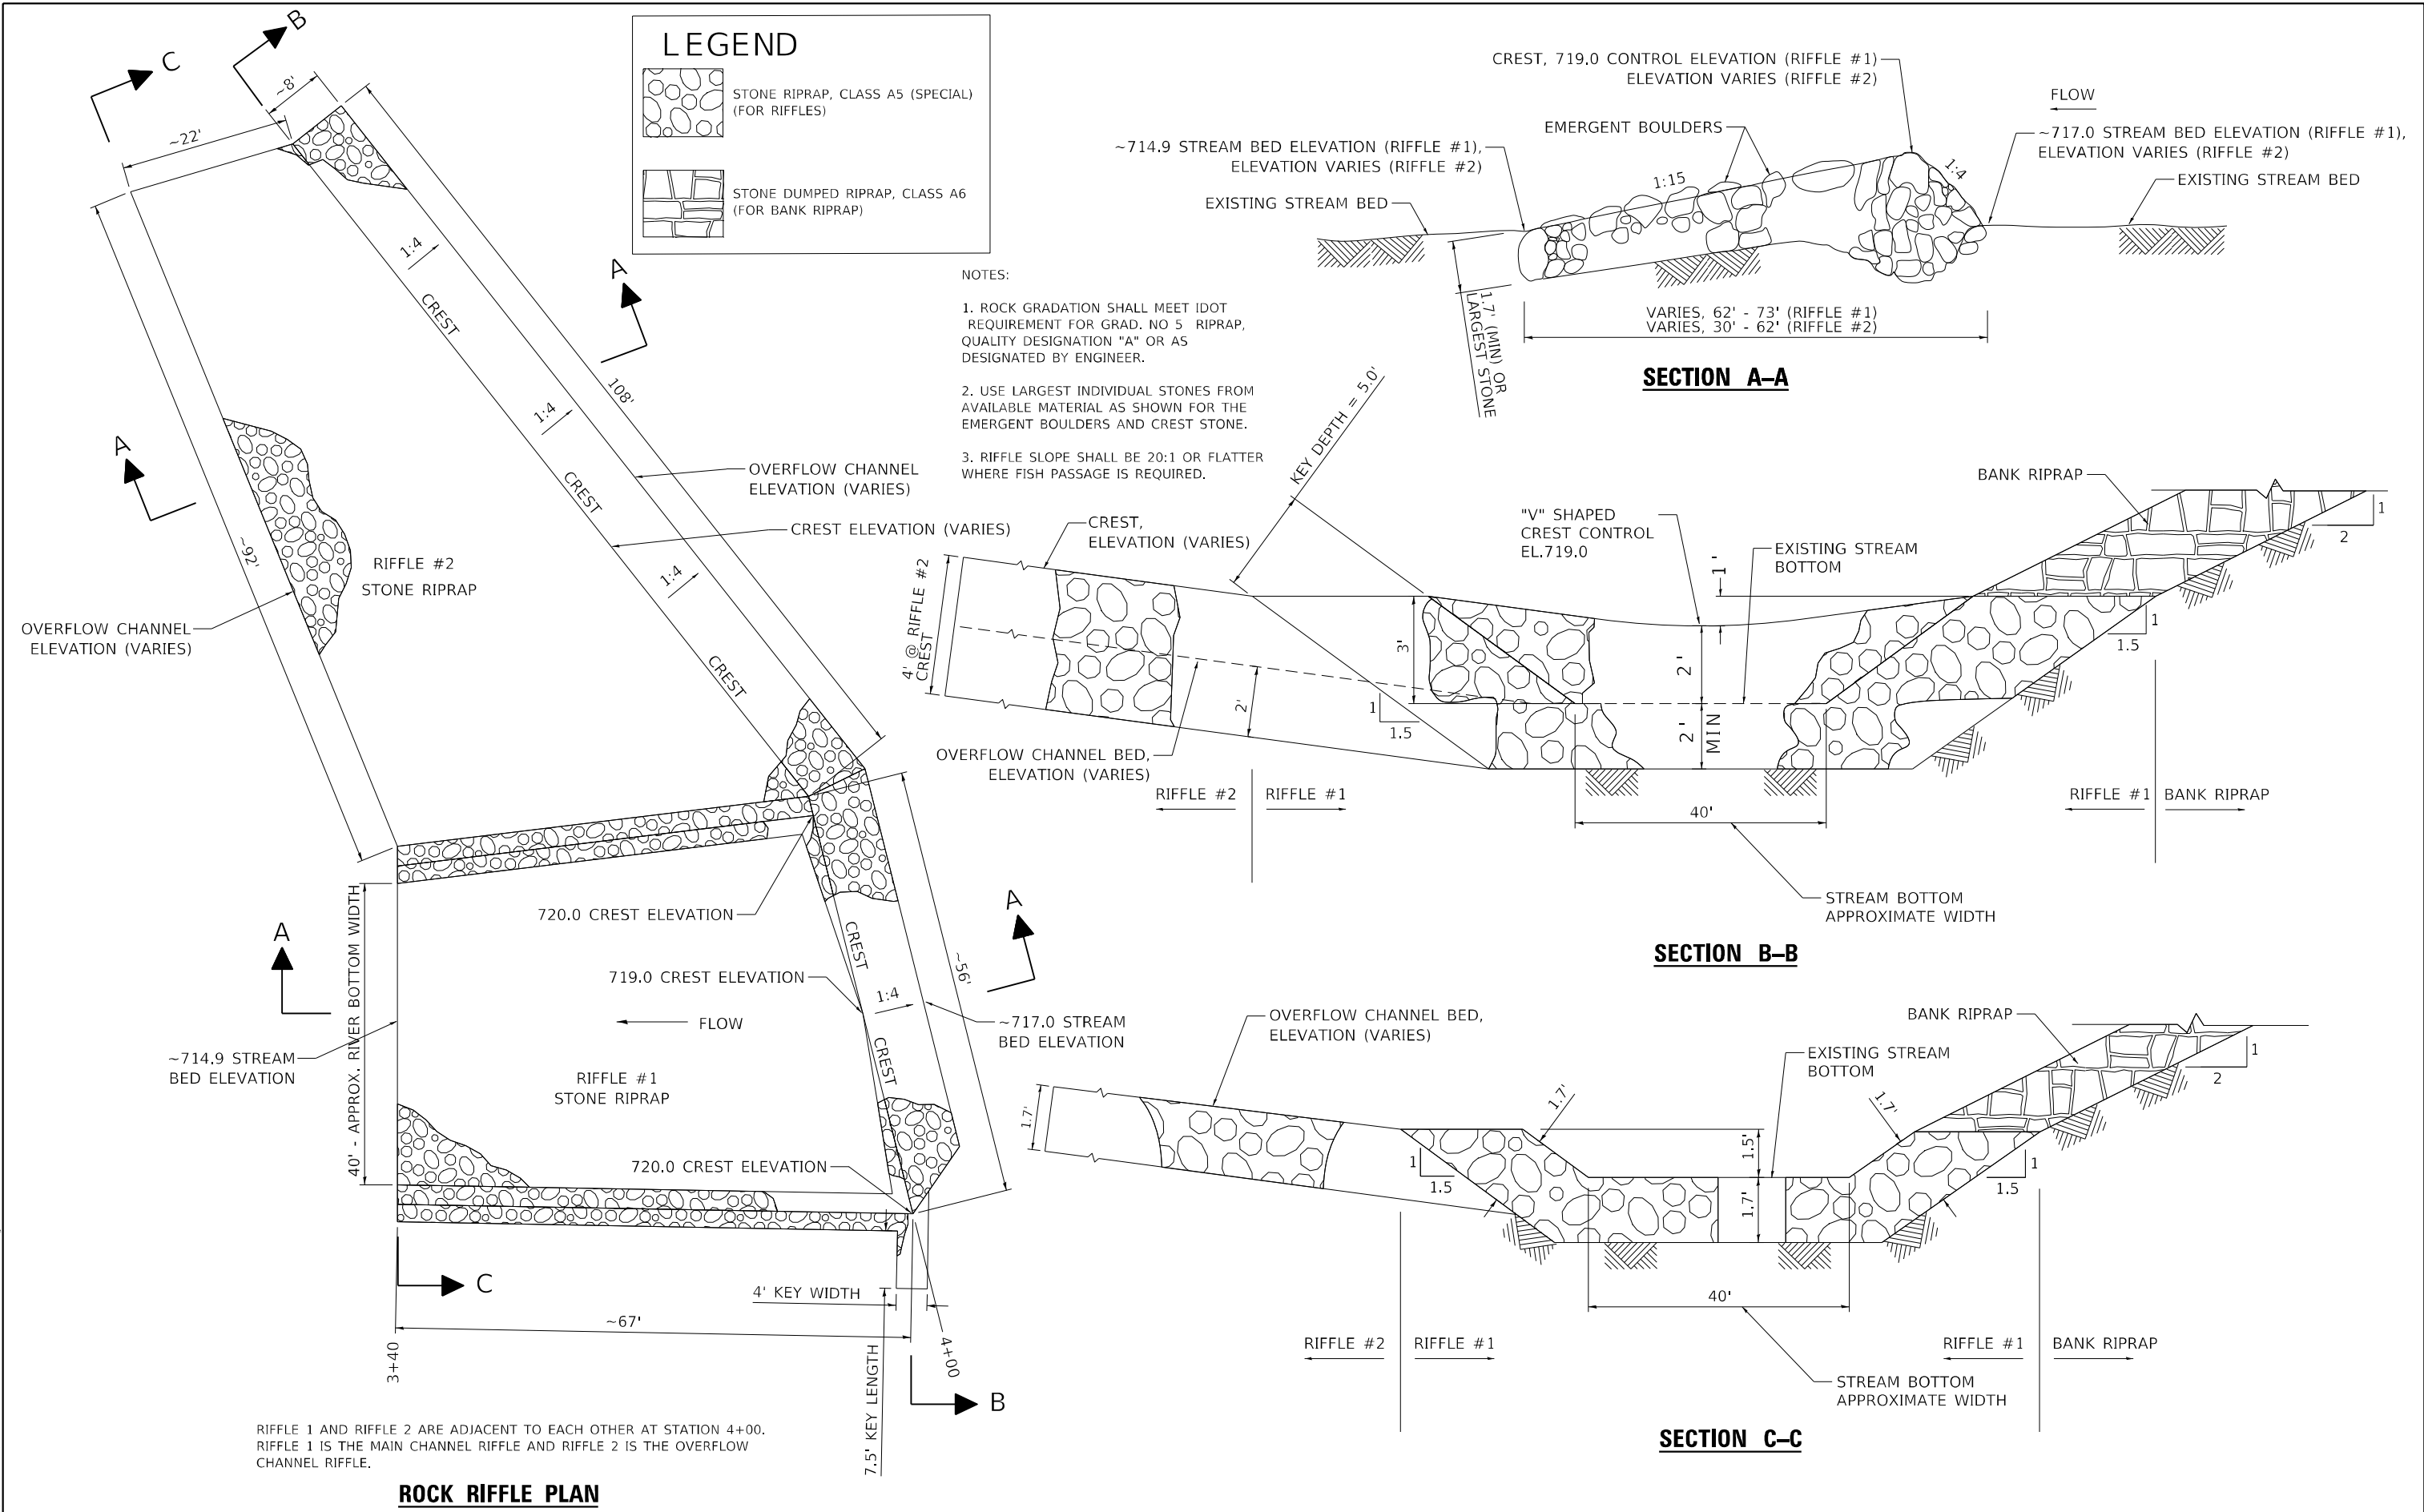 LEGEND
STONE RIPRAP, CLASS A5 (SPECIAL)
(FOR RIFFLES)
STONE DUMPED RIPRAP, CLASS A6
(FOR BANK RIPRAP)
NOTES:
1. ROCK GRADATION SHALL MEET IDOT
REQUIREMENT FOR GRAD. NO 5 RIPRAP,
QUALITY DESIGNATION "A" OR AS
DESIGNATED BY ENGINEER.
2. USE LARGEST INDIVIDUAL STONES FROM
AVAILABLE MATERIAL AS SHOWN FOR THE
EMERGENT BOULDERS AND CREST STONE.
3. RIFFLE SLOPE SHALL BE 20:1 OR FLATTER
WHERE FISH PASSAGE IS REQUIRED.
C
B
~8'
~22'
1:4
CREST
A
108'
1:4
CREST
A
OVERFLOW CHANNEL
ELEVATION (VARIES)
CREST ELEVATION (VARIES)
~92'
RIFFLE #2
STONE RIPRAP
1:4
OVERFLOW CHANNEL
ELEVATION (VARIES)
CREST
40' - APPROX. RIVER BOTTOM WIDTH
720.0 CREST ELEVATION
A
A
CREST
~56'
719.0 CREST ELEVATION
1:4
FLOW
~717.0 STREAM
BED ELEVATION
~714.9 STREAM
BED ELEVATION
CREST
RIFFLE #1
STONE RIPRAP
720.0 CREST ELEVATION
C
4' KEY WIDTH
~67'
3+40
4+00
7.5' KEY LENGTH
B
RIFFLE 1 AND RIFFLE 2 ARE ADJACENT TO EACH OTHER AT STATION 4+00.
RIFFLE 1 IS THE MAIN CHANNEL RIFFLE AND RIFFLE 2 IS THE OVERFLOW
CHANNEL RIFFLE.
ROCK RIFFLE PLAN
CREST, 719.0 CONTROL ELEVATION (RIFFLE #1)
ELEVATION VARIES (RIFFLE #2)
FLOW
EMERGENT BOULDERS
~714.9 STREAM BED ELEVATION (RIFFLE #1),
ELEVATION VARIES (RIFFLE #2)
~717.0 STREAM BED ELEVATION (RIFFLE #1),
ELEVATION VARIES (RIFFLE #2)
1:15
1:4
EXISTING STREAM BED
EXISTING STREAM BED
1.7' (MIN) OR
LARGEST STONE
VARIES, 62' - 73' (RIFFLE #1)
VARIES, 30' - 62' (RIFFLE #2)
SECTION A-A
KEY DEPTH = 5.0'
BANK RIPRAP
CREST,
ELEVATION (VARIES)
"V" SHAPED
CREST CONTROL
EL.719.0
EXISTING STREAM
BOTTOM
1'
1
2
4' @ RIFFLE #2
CREST
3'
2'
1
1.5
2'
1
1.5
2'
MIN
OVERFLOW CHANNEL BED,
ELEVATION (VARIES)
RIFFLE #2
RIFFLE #1
40'
RIFFLE #1
BANK RIPRAP
STREAM BOTTOM
APPROXIMATE WIDTH
SECTION B-B
OVERFLOW CHANNEL BED,
ELEVATION (VARIES)
BANK RIPRAP
EXISTING STREAM
BOTTOM
1
2
1.7'
1.7'
1.7'
1.5'
1
1.5
1
1.5
1.7'
40'
RIFFLE #2
RIFFLE #1
RIFFLE #1
BANK RIPRAP
STREAM BOTTOM
APPROXIMATE WIDTH
SECTION C-C